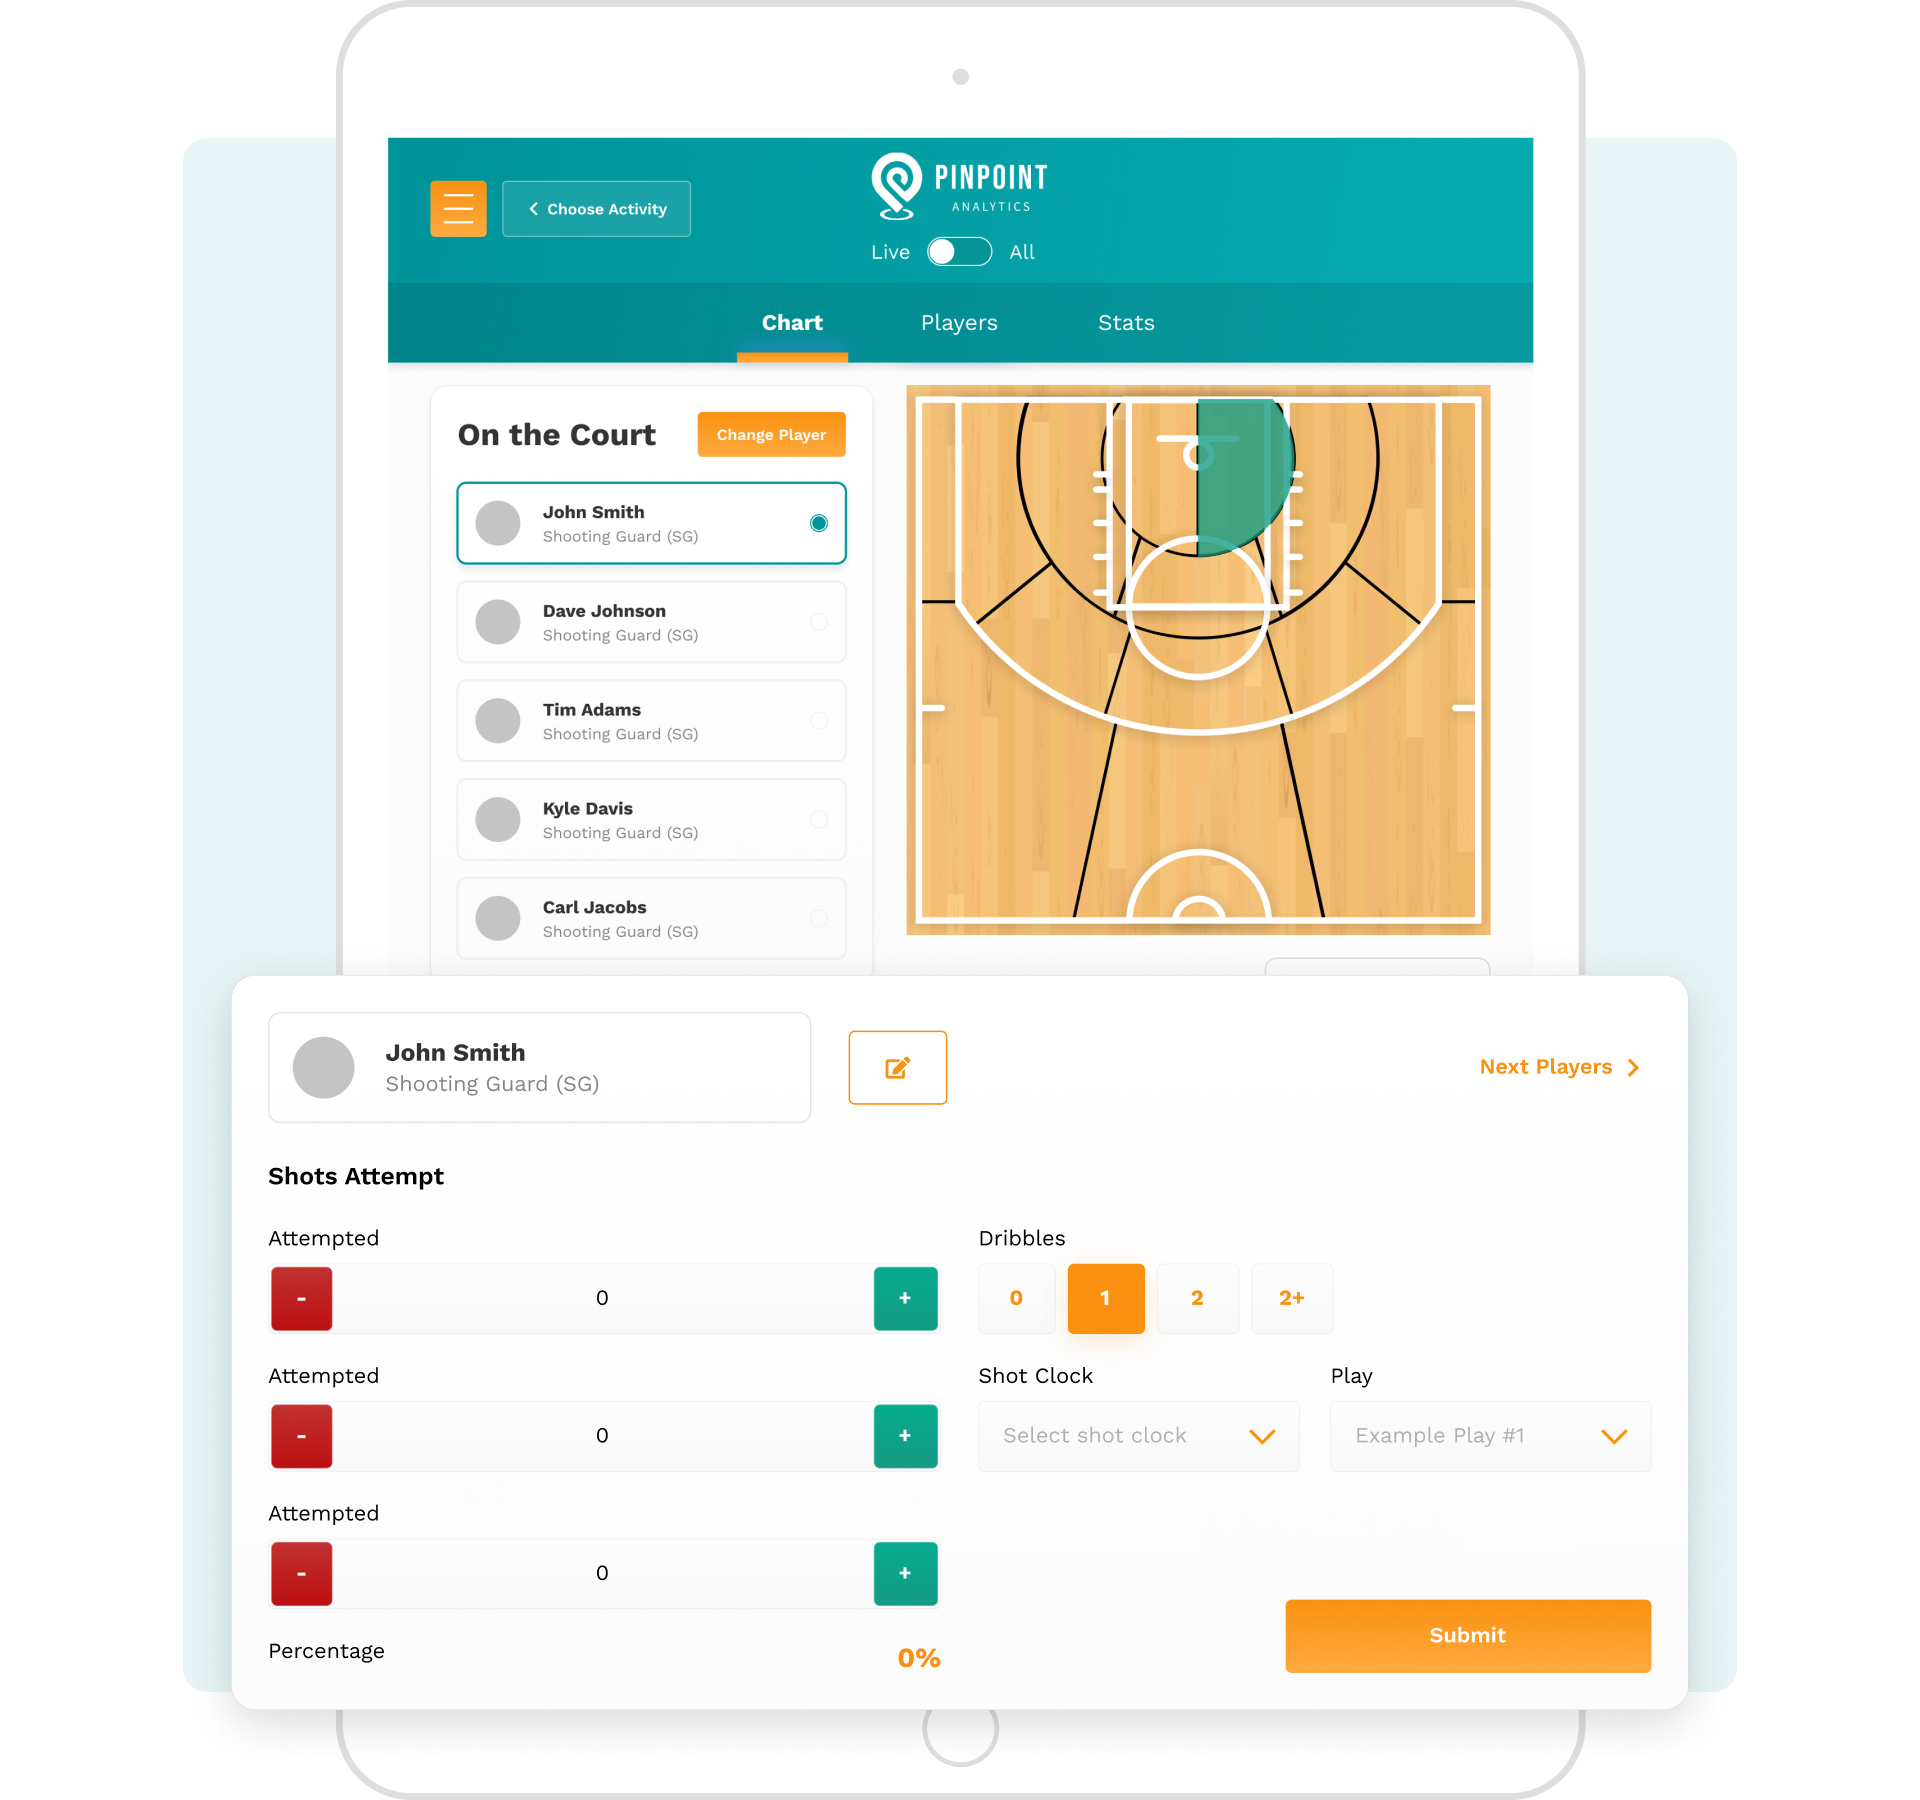 PINPOINT
ANALYTICS
Choose Activity
Live
All
Chart
Players
Stats
On the Court
Change Player
John Smith
Shooting Guard (SG)
Dave Johnson
Shooting Guard (SG)
Tim Adams
Shooting Guard (SG)
Kyle Davis
Shooting Guard (SG)
Carl Jacobs
Shooting Guard (SG)
John Smith
Shooting Guard (SG)
Next Players
Shots Attempt
Attempted
- 0 +
Attempted
- 0 +
Attempted
- 0 +
Percentage 0%
Dribbles
0 1 2 2+
Shot Clock
Select shot clock
Play
Example Play #1
Submit